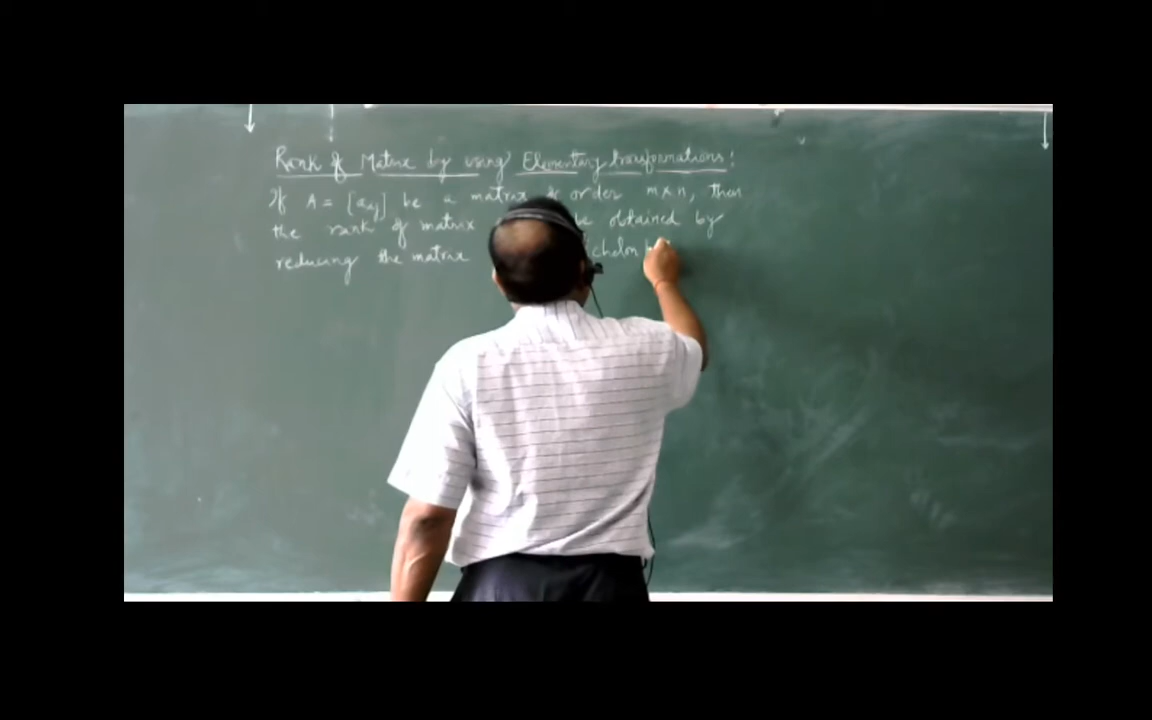 Rank of Matrix by using Elementary transformations:
If A = [aij] be a matrix of order m×n, then
the rank of matrix be obtained by
reducing the matrix chelon